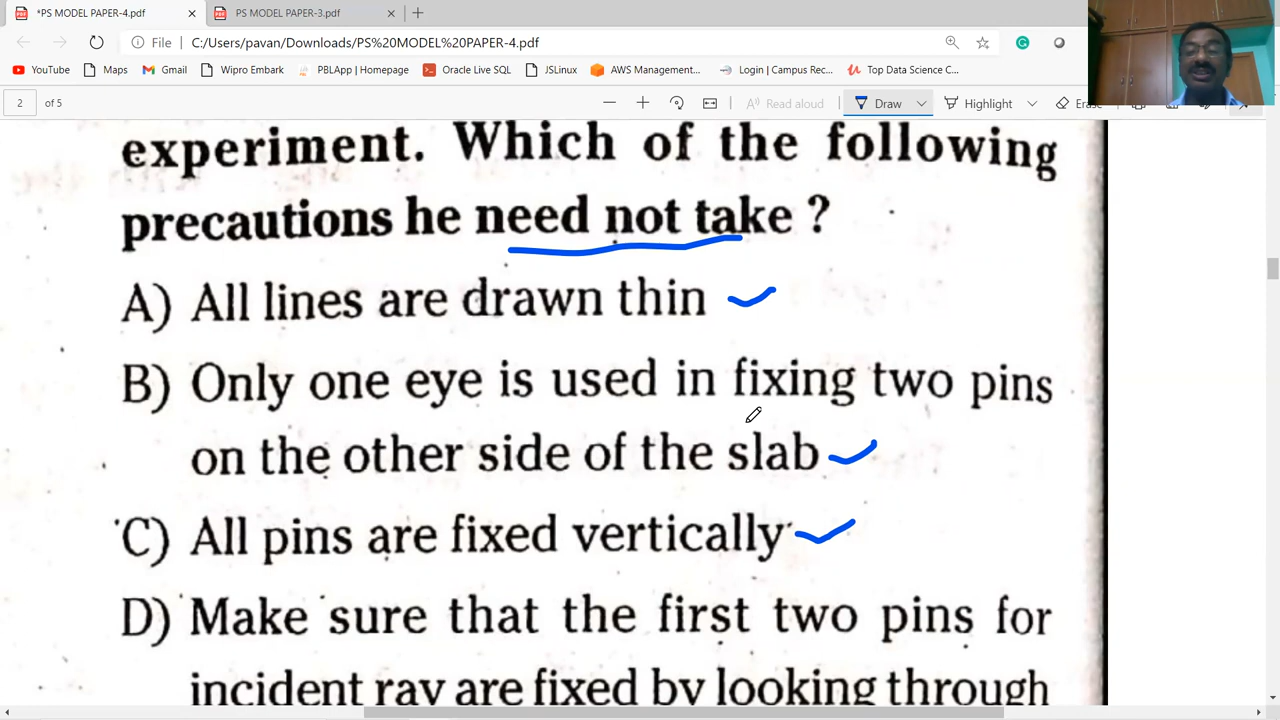 *PS MODEL PAPER-4.pdf
PS MODEL PAPER-3.pdf
File
C:/Users/pavan/Downloads/PS%20MODEL%20PAPER-4.pdf
YouTube
Maps
Gmail
Wipro Embark
PBLApp | Homepage
Oracle Live SQL
JSLinux
AWS Management...
Login | Campus Rec...
Top Data Science C...
2 of 5
Read aloud
Draw
Highlight
Erase
experiment. Which of the following
precautions he need not take ?
A) All lines are drawn thin
B) Only one eye is used in fixing two pins
on the other side of the slab
C) All pins are fixed vertically
D) Make sure that the first two pins for
incident ray are fixed by looking through